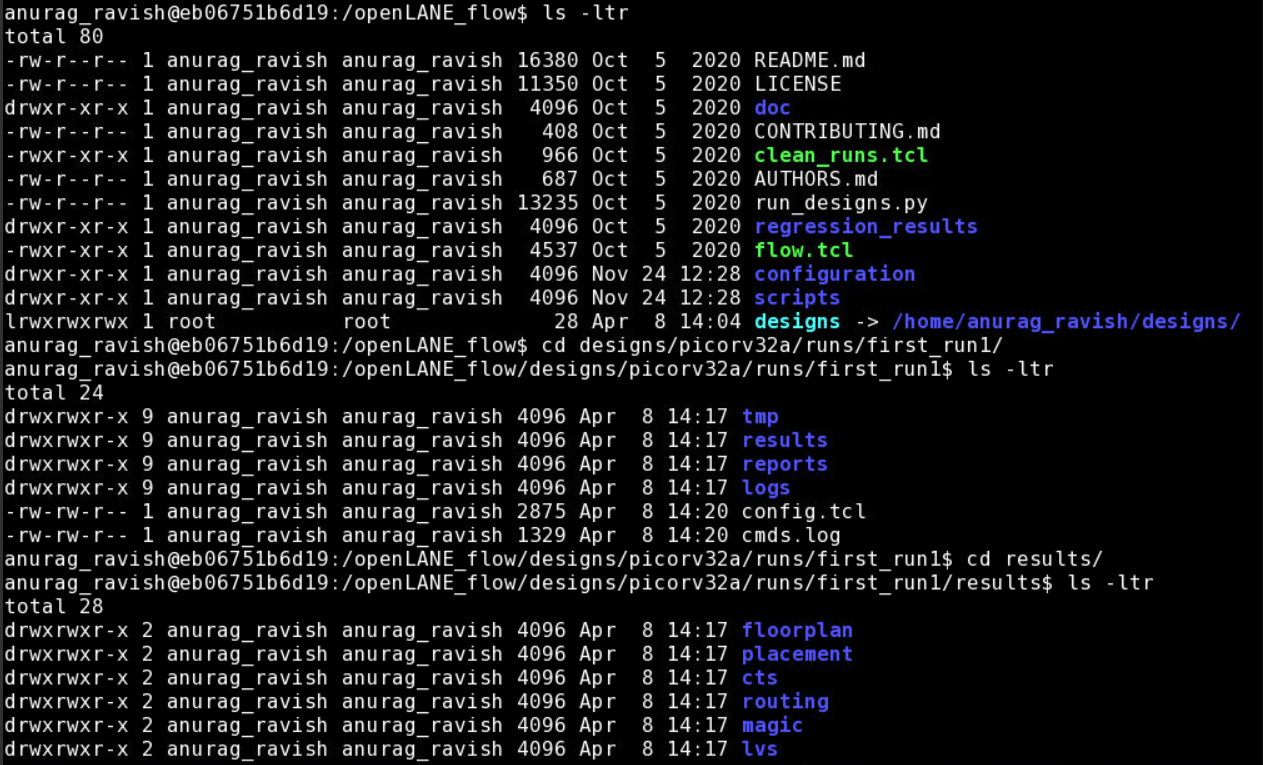 anurag_ravish@eb06751b6d19:/openLANE_flow$ ls -ltr
total 80
-rw-r--r-- 1 anurag_ravish anurag_ravish 16380 Oct  5  2020 README.md
-rw-r--r-- 1 anurag_ravish anurag_ravish 11350 Oct  5  2020 LICENSE
drwxr-xr-x 1 anurag_ravish anurag_ravish  4096 Oct  5  2020 doc
-rw-r--r-- 1 anurag_ravish anurag_ravish   408 Oct  5  2020 CONTRIBUTING.md
-rwxr-xr-x 1 anurag_ravish anurag_ravish   966 Oct  5  2020 clean_runs.tcl
-rw-r--r-- 1 anurag_ravish anurag_ravish   687 Oct  5  2020 AUTHORS.md
-rw-r--r-- 1 anurag_ravish anurag_ravish 13235 Oct  5  2020 run_designs.py
drwxr-xr-x 1 anurag_ravish anurag_ravish  4096 Oct  5  2020 regression_results
-rwxr-xr-x 1 anurag_ravish anurag_ravish  4537 Oct  5  2020 flow.tcl
drwxr-xr-x 1 anurag_ravish anurag_ravish  4096 Nov 24 12:28 configuration
drwxr-xr-x 1 anurag_ravish anurag_ravish  4096 Nov 24 12:28 scripts
lrwxrwxrwx 1 root          root             28 Apr  8 14:04 designs -> /home/anurag_ravish/designs/
anurag_ravish@eb06751b6d19:/openLANE_flow$ cd designs/picorv32a/runs/first_run1/
anurag_ravish@eb06751b6d19:/openLANE_flow/designs/picorv32a/runs/first_run1$ ls -ltr
total 24
drwxrwxr-x 9 anurag_ravish anurag_ravish 4096 Apr  8 14:17 tmp
drwxrwxr-x 9 anurag_ravish anurag_ravish 4096 Apr  8 14:17 results
drwxrwxr-x 9 anurag_ravish anurag_ravish 4096 Apr  8 14:17 reports
drwxrwxr-x 9 anurag_ravish anurag_ravish 4096 Apr  8 14:17 logs
-rw-rw-r-- 1 anurag_ravish anurag_ravish 2875 Apr  8 14:20 config.tcl
-rw-rw-r-- 1 anurag_ravish anurag_ravish 1329 Apr  8 14:20 cmds.log
anurag_ravish@eb06751b6d19:/openLANE_flow/designs/picorv32a/runs/first_run1$ cd results/
anurag_ravish@eb06751b6d19:/openLANE_flow/designs/picorv32a/runs/first_run1/results$ ls -ltr
total 28
drwxrwxr-x 2 anurag_ravish anurag_ravish 4096 Apr  8 14:17 floorplan
drwxrwxr-x 2 anurag_ravish anurag_ravish 4096 Apr  8 14:17 placement
drwxrwxr-x 2 anurag_ravish anurag_ravish 4096 Apr  8 14:17 cts
drwxrwxr-x 2 anurag_ravish anurag_ravish 4096 Apr  8 14:17 routing
drwxrwxr-x 2 anurag_ravish anurag_ravish 4096 Apr  8 14:17 magic
drwxrwxr-x 2 anurag_ravish anurag_ravish 4096 Apr  8 14:17 lvs